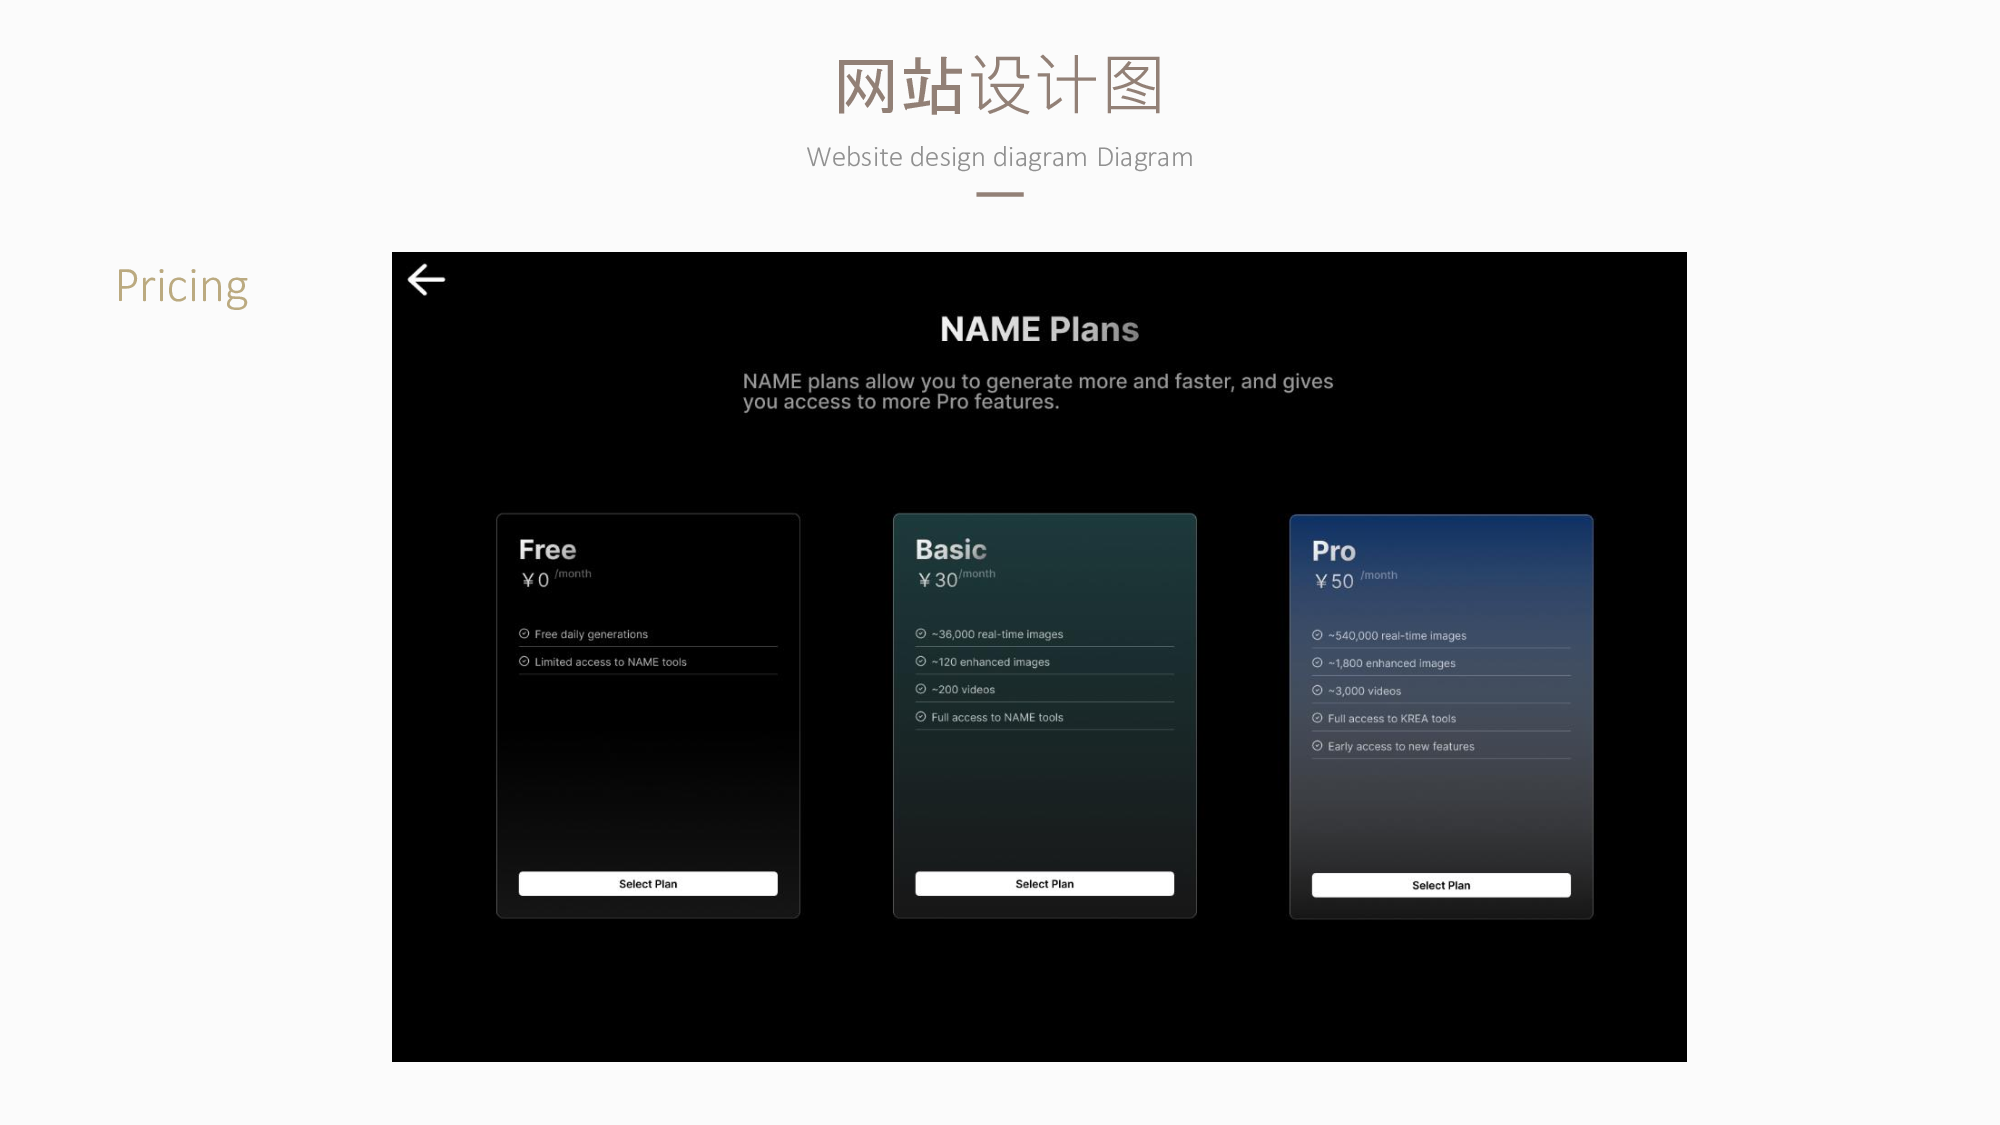 网站设计图
Website design diagram Diagram
Pricing
NAME Plans
NAME plans allow you to generate more and faster, and gives
you access to more Pro features.
Free
￥0 /month
Free daily generations
Limited access to NAME tools
Select Plan
Basic
￥30/month
~36,000 real-time images
~120 enhanced images
~200 videos
Full access to NAME tools
Select Plan
Pro
￥50 /month
~540,000 real-time images
~1,800 enhanced images
~3,000 videos
Full access to KREA tools
Early access to new features
Select Plan